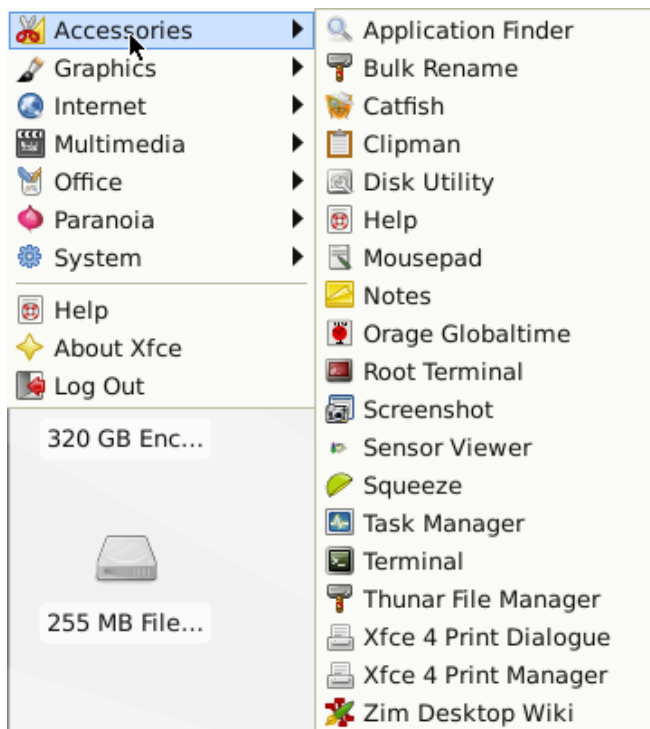 Accessories
Graphics
Internet
Multimedia
Office
Paranoia
System
Help
About Xfce
Log Out
320 GB Enc...
255 MB File...
Application Finder
Bulk Rename
Catfish
Clipman
Disk Utility
Help
Mousepad
Notes
Orage Globaltime
Root Terminal
Screenshot
Sensor Viewer
Squeeze
Task Manager
Terminal
Thunar File Manager
Xfce 4 Print Dialogue
Xfce 4 Print Manager
Zim Desktop Wiki